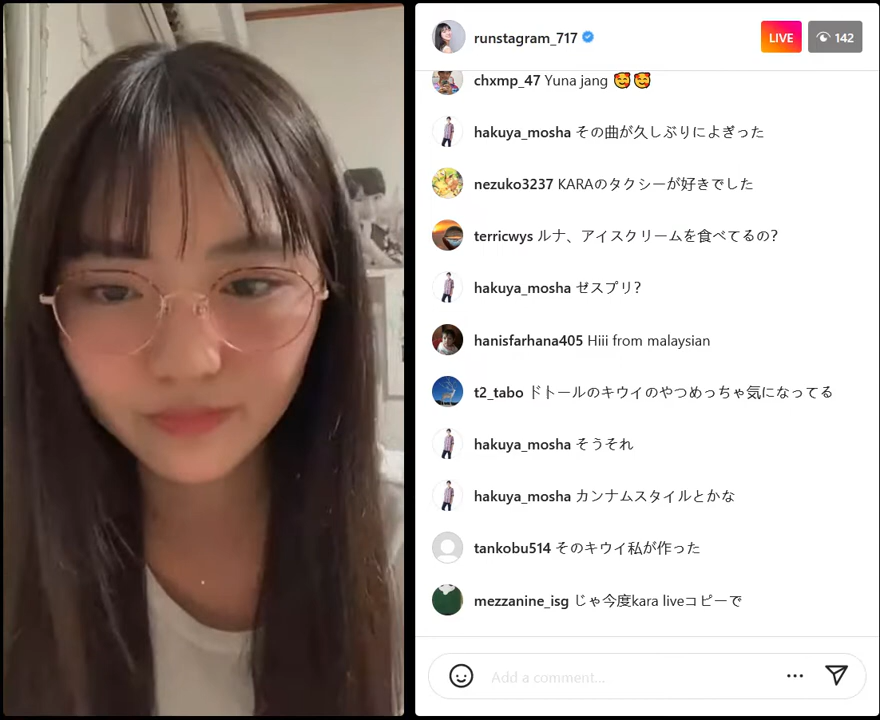 runstagram_717
LIVE
142
chxmp_47 Yuna jang 🥰🥰
hakuya_mosha その曲が久しぶりによぎった
nezuko3237 KARAのタクシーが好きでした
terricwys ルナ、アイスクリームを食べてるの?
hakuya_mosha ゼスプリ?
hanisfarhana405 Hiii from malaysian
t2_tabo ドトールのキウイのやつめっちゃ気になってる
hakuya_mosha そうそれ
hakuya_mosha カンナムスタイルとかな
tankobu514 そのキウイ私が作った
mezzanine_isg じゃ今度kara liveコピーで
Add a comment...